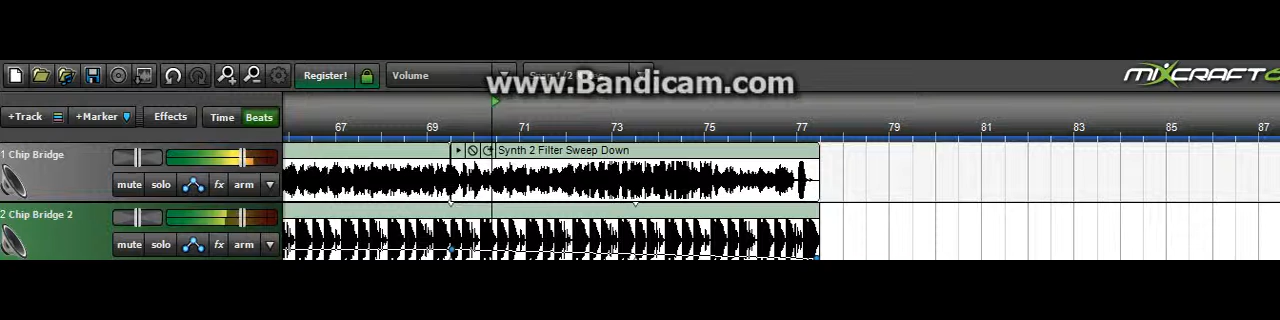 Register!
Volume
www.Bandicam.com
MIXCRAFT 6
+Track
+Marker
Effects
Time
Beats
67 69 71 73 75 77 79 81 83 85 87
1 Chip Bridge
Synth 2 Filter Sweep Down
mute solo fx arm
2 Chip Bridge 2
mute solo fx arm